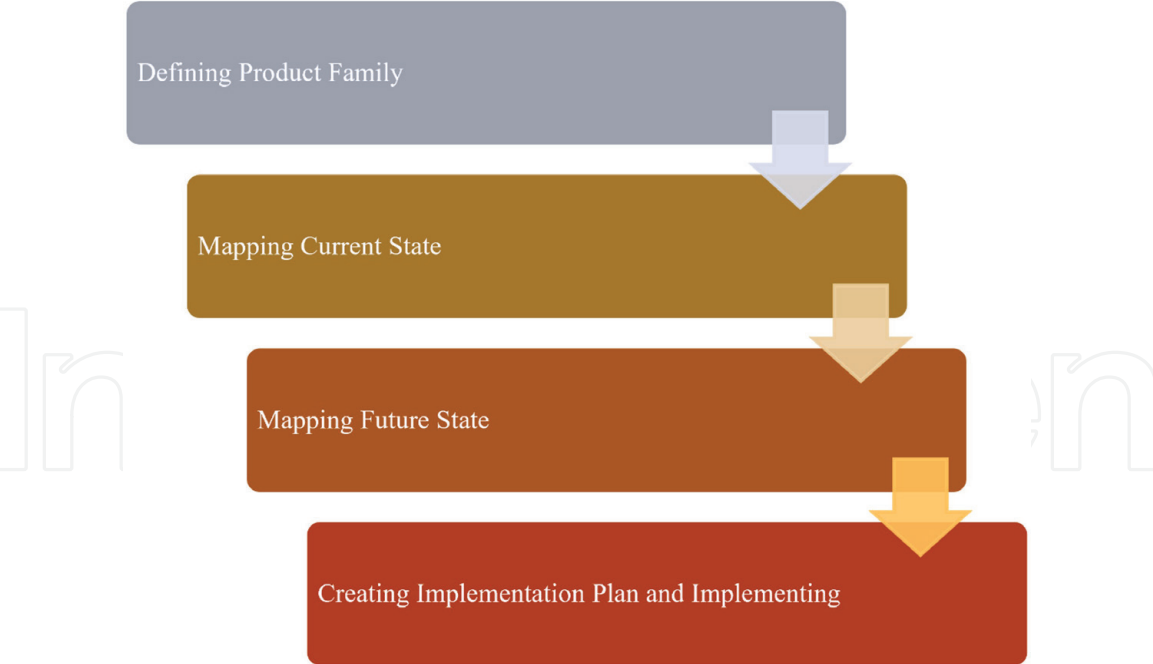 Defining Product Family
Mapping Current State
Mapping Future State
Creating Implementation Plan and Implementing